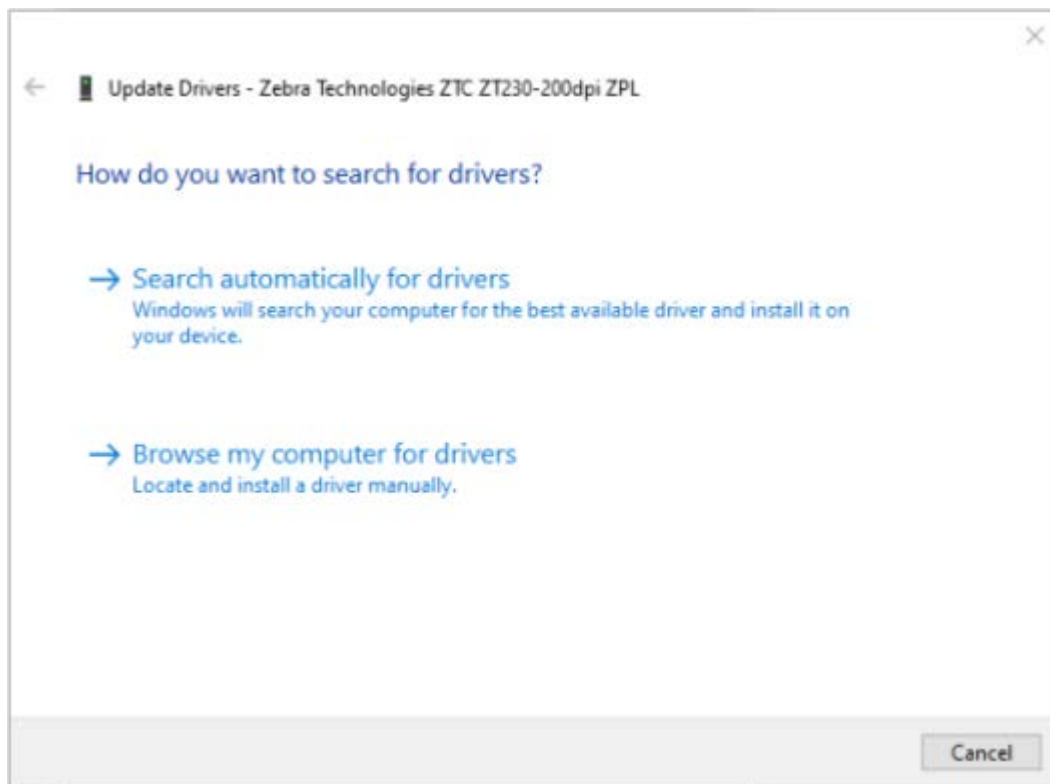 Update Drivers - Zebra Technologies ZTC ZT230-200dpi ZPL
How do you want to search for drivers?
Search automatically for drivers
Windows will search your computer for the best available driver and install it on
your device.
Browse my computer for drivers
Locate and install a driver manually.
Cancel